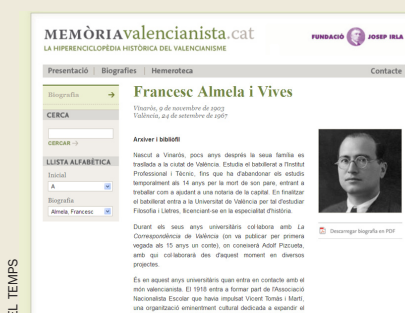 MEMÒRIAvalencianista.cat
LA HIPERENCICLOPÈDIA HISTÒRICA DEL VALENCIANISME
FUNDACIÓ JOSEP IRLA
Presentació | Biografies | Hemeroteca
Contacte
Biografia →
CERCA
CERCAR →
LLISTA ALFABÈTICA
Inicial
A
Biografia
Almela, Francesc
Francesc Almela i Vives
Vinaròs, 9 de novembre de 1903
València, 24 de setembre de 1967
Arxiver i bibliòfil
Nascut a Vinaròs, pocs anys després la seua família es
trasllada a la ciutat de València. Estudia el batxillerat a l'Institut
Professional i Tècnic, fins que ha d'abandonar els estudis
temporalment als 14 anys per la mort de son pare, entrant a
treballar com a ajudant a una notaria de la capital. En finalitzar
el batxillerat entra a la Universitat de València per tal d'estudiar
Filosofia i Lletres, llicenciant-se en la especialitat d'història.
Durant els seus anys universitaris col·labora amb La
Correspondència de València (on va publicar per primera
vegada als 15 anys un conte), on coneixerà Adolf Pizcueta,
amb qui col·laborarà des d'aquest moment en diversos
projectes.
És en aquest anys universitaris quan entra en contacte amb el
món valencianista. El 1918 entra a formar part de l'Associació
Nacionalista Escolar que havia impulsat Vicent Tomàs i Martí,
una organització eminentment cultural dedicada a expandir el
Descarregar biografia en PDF
EL TEMPS